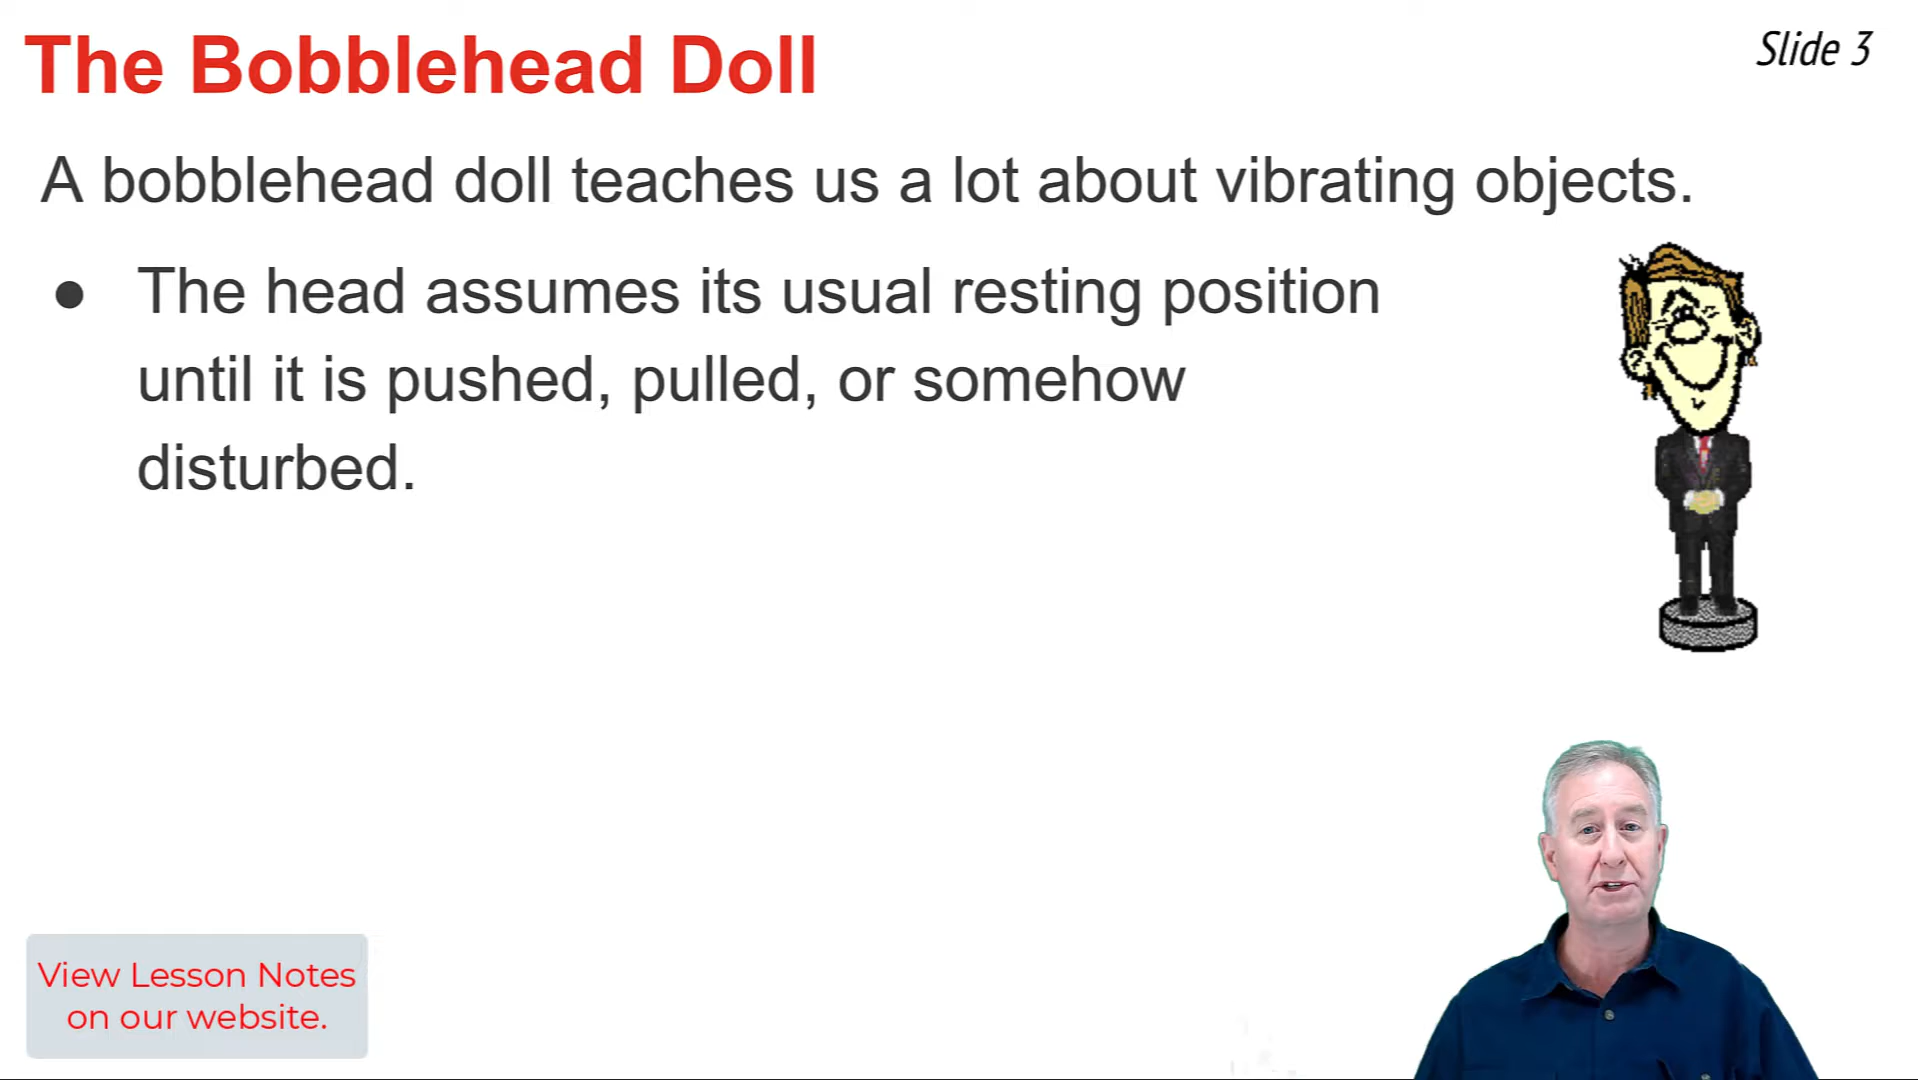 The Bobblehead Doll
Slide 3
A bobblehead doll teaches us a lot about vibrating objects.
● The head assumes its usual resting position
until it is pushed, pulled, or somehow
disturbed.
View Lesson Notes
on our website.